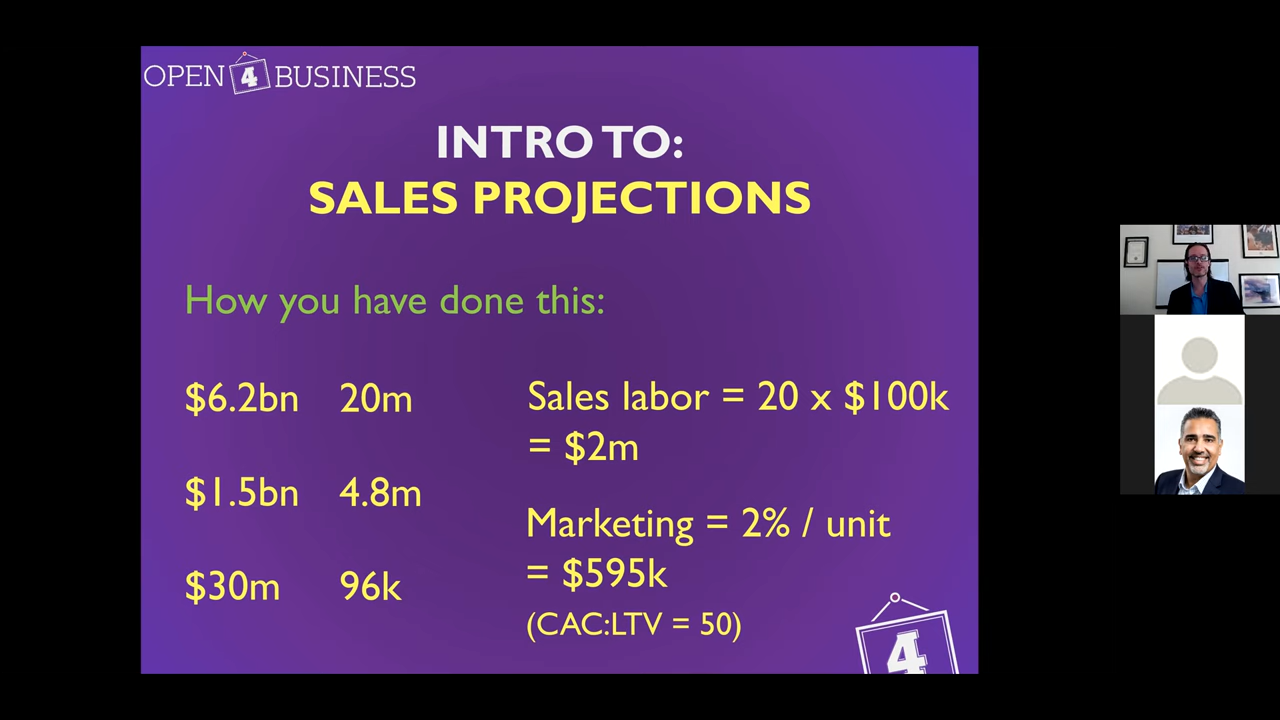 OPEN 4 BUSINESS
INTRO TO:
SALES PROJECTIONS
How you have done this:
$6.2bn 20m
$1.5bn 4.8m
$30m 96k
Sales labor = 20 x $100k
= $2m
Marketing = 2% / unit
= $595k
(CAC:LTV = 50)
4